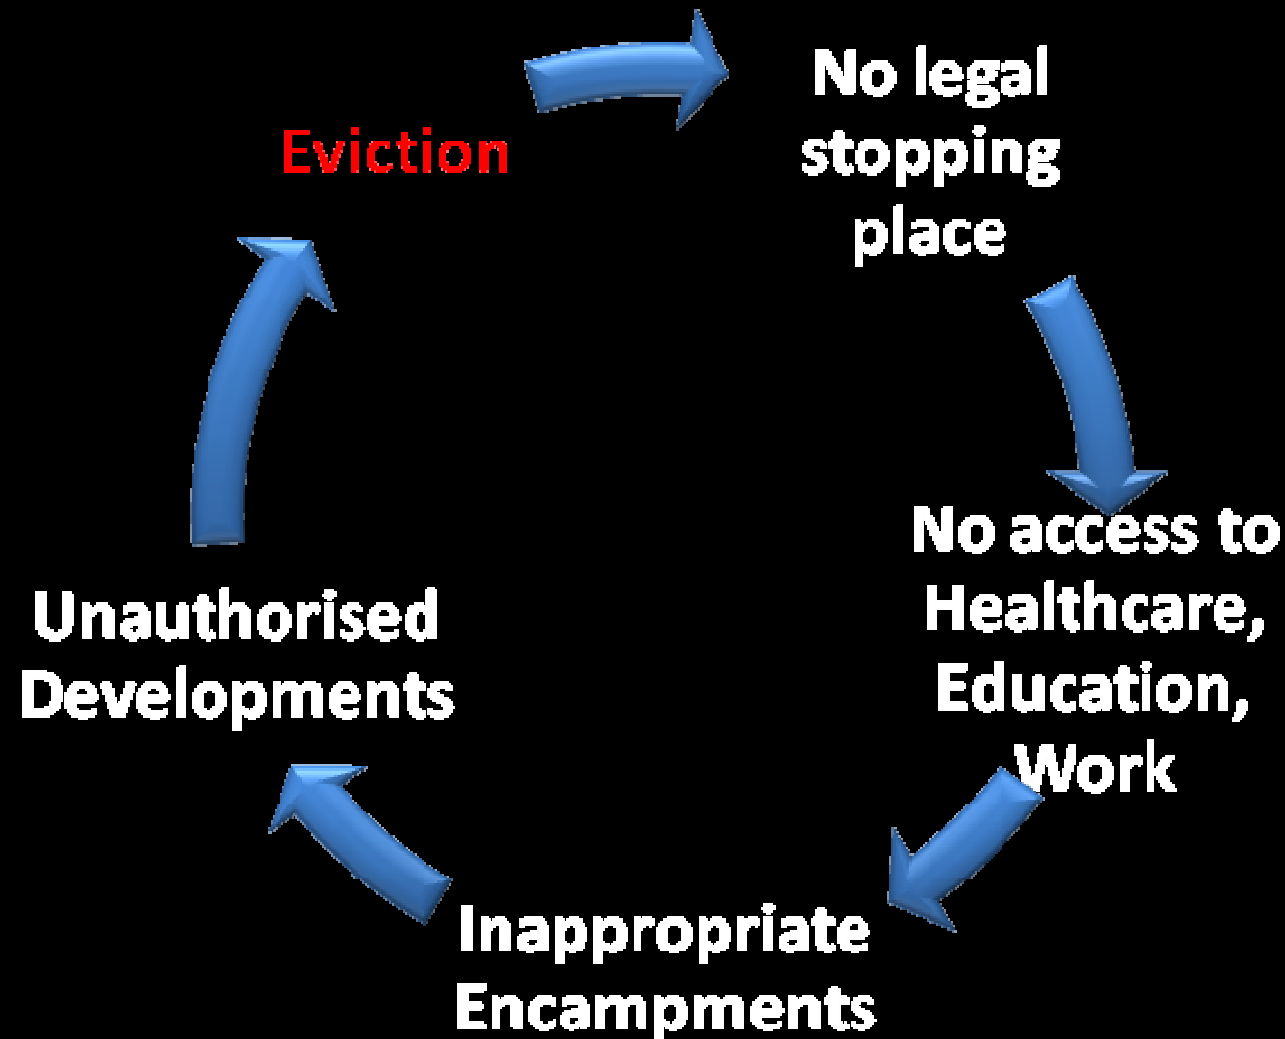 Eviction
No legal
stopping
place
No access to
Healthcare,
Education,
Work
Inappropriate
Encampments
Unauthorised
Developments